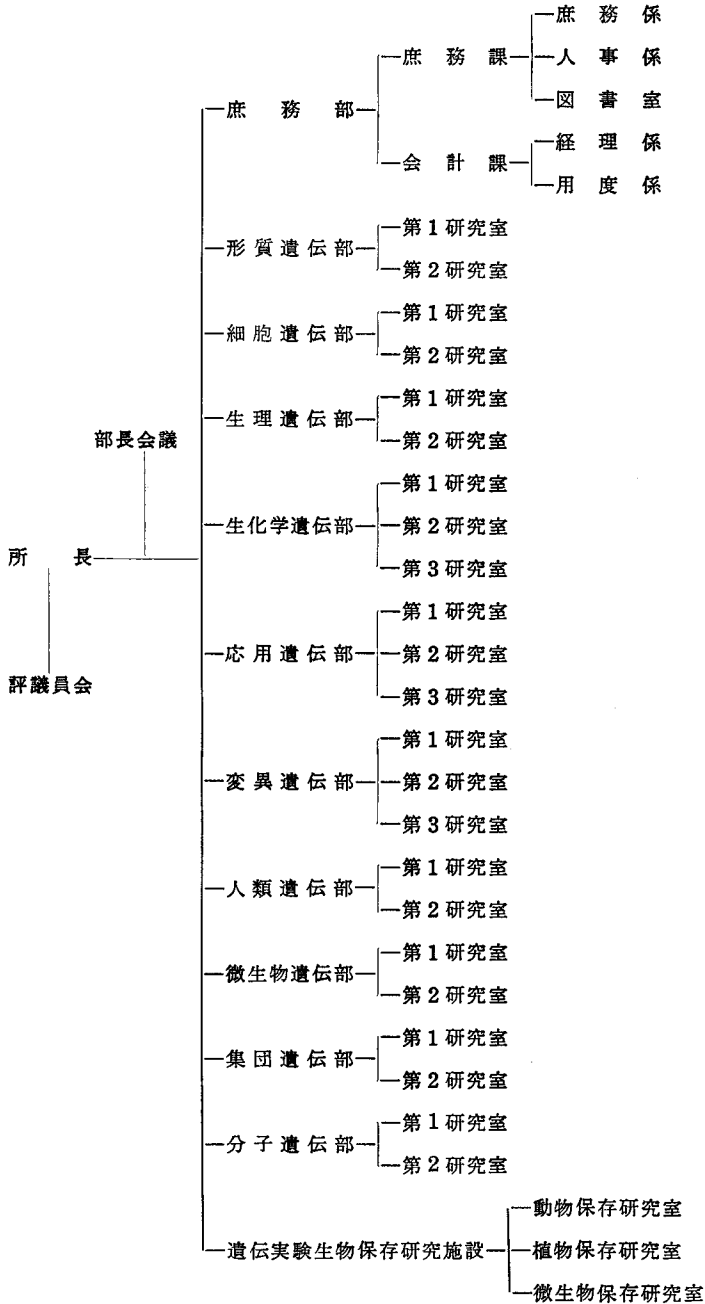 庶務係
庶務課
人事係
図書室
庶務部
経理係
会計課
用度係
形質遺伝部
第1研究室
第2研究室
細胞遺伝部
第1研究室
第2研究室
生理遺伝部
第1研究室
第2研究室
部長会議
生化学遺伝部
第1研究室
第2研究室
第3研究室
所長
評議員会
応用遺伝部
第1研究室
第2研究室
第3研究室
変異遺伝部
第1研究室
第2研究室
第3研究室
人類遺伝部
第1研究室
第2研究室
微生物遺伝部
第1研究室
第2研究室
集団遺伝部
第1研究室
第2研究室
分子遺伝部
第1研究室
第2研究室
遺伝実験生物保存研究施設
動物保存研究室
植物保存研究室
微生物保存研究室